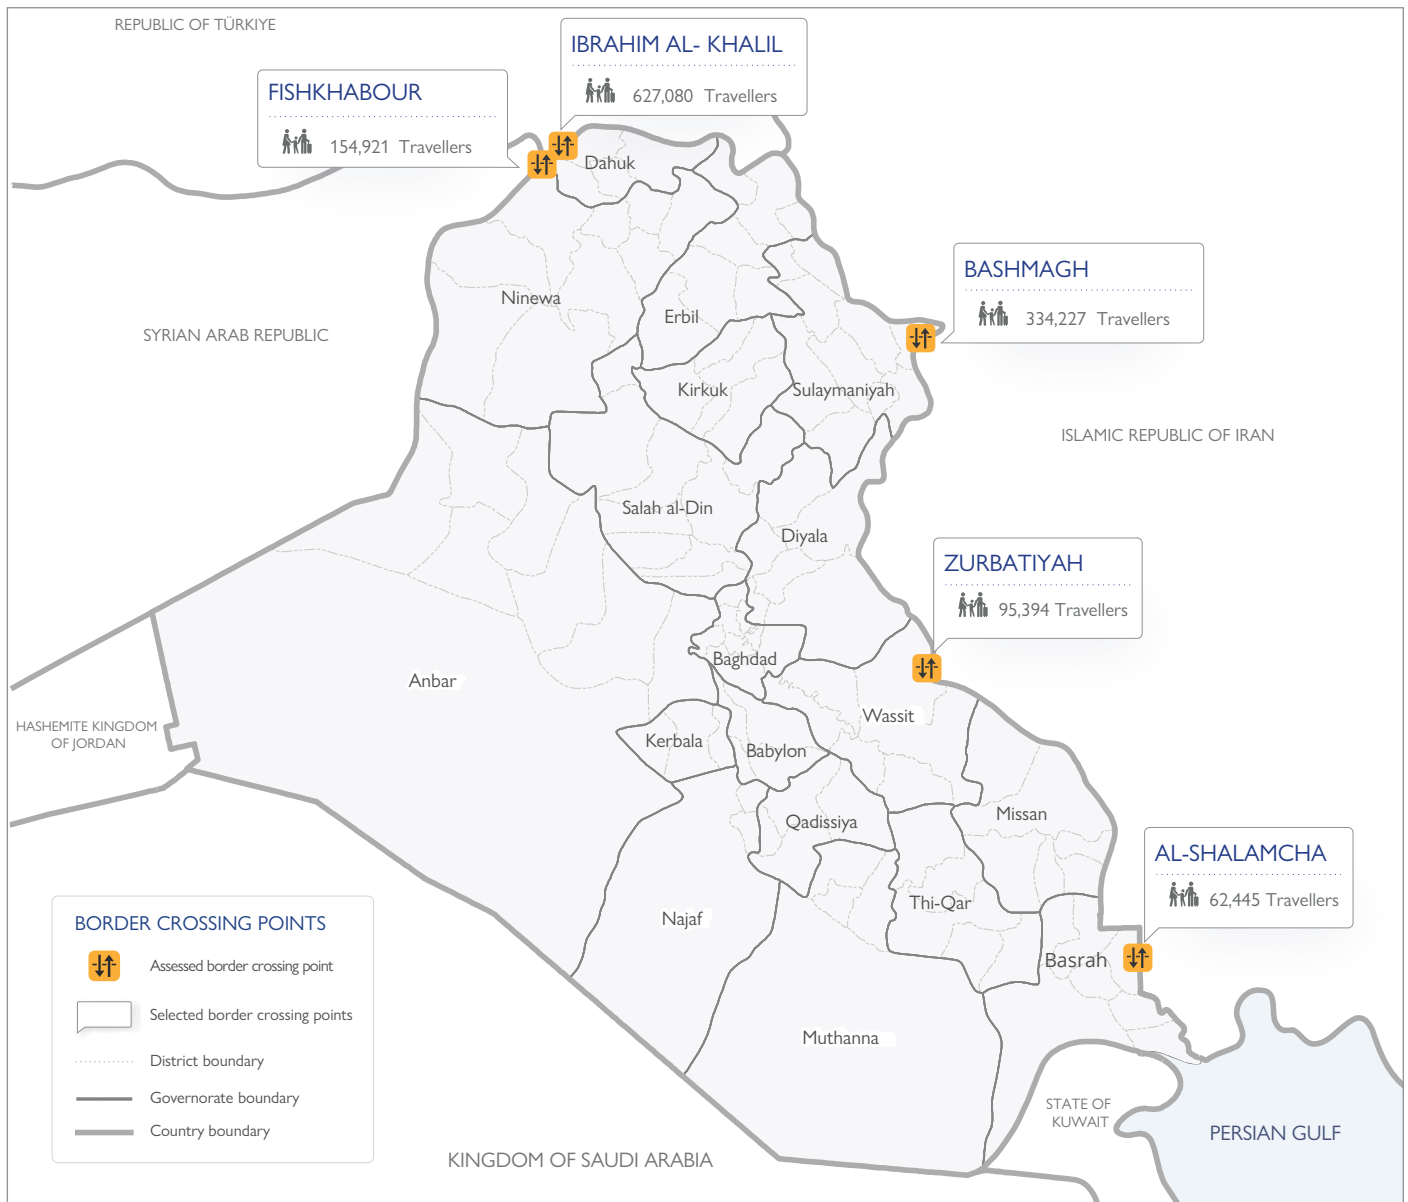 REPUBLIC OF TÜRKIYE
IBRAHIM AL- KHALIL
627,080 Travellers
FISHKHABOUR
154,921 Travellers
Dahuk
BASHMAGH
334,227 Travellers
Ninewa
Erbil
SYRIAN ARAB REPUBLIC
Kirkuk
Sulaymaniyah
ISLAMIC REPUBLIC OF IRAN
Salah al-Din
Diyala
ZURBATIYAH
95,394 Travellers
Baghdad
Anbar
Wassit
HASHEMITE KINGDOM
OF JORDAN
Kerbala
Babylon
Missan
Qadissiya
AL-SHALAMCHA
62,445 Travellers
Thi-Qar
Najaf
Basrah
Muthanna
BORDER CROSSING POINTS
Assessed border crossing point
Selected border crossing points
District boundary
Governorate boundary
Country boundary
STATE OF
KUWAIT
PERSIAN GULF
KINGDOM OF SAUDI ARABIA